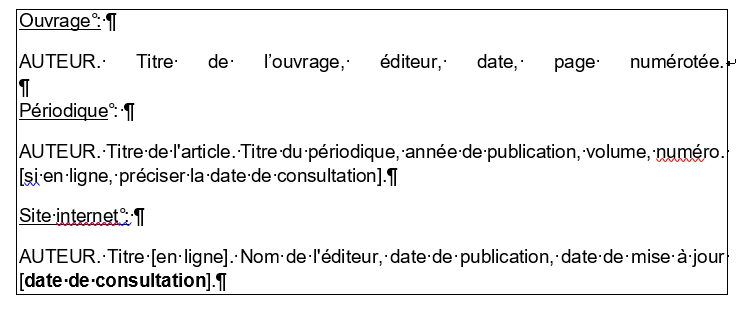 Ouvrage : ¶
AUTEUR. Titre de l’ouvrage, éditeur, date, page numérotée.↵
¶
Périodique : ¶
AUTEUR. Titre de l'article. Titre du périodique, année de publication, volume, numéro.
[si en ligne, préciser la date de consultation].¶
Site internet : ¶
AUTEUR. Titre [en ligne]. Nom de l'éditeur, date de publication, date de mise à jour
[date de consultation].¶